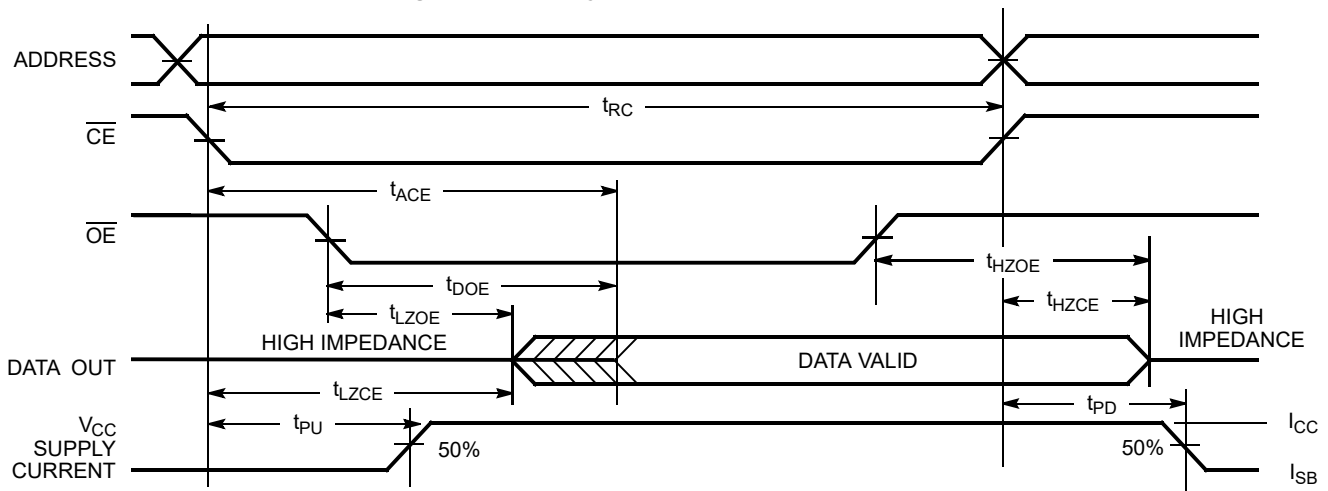 ADDRESS
tRC
CE
tACE
OE
tHZOE
tDOE
tHZCE
tLZOE
HIGH IMPEDANCE
HIGH
IMPEDANCE
DATA OUT
DATA VALID
tLZCE
tPD
VCC
SUPPLY
CURRENT
tPU
50%
50%
ICC
ISB